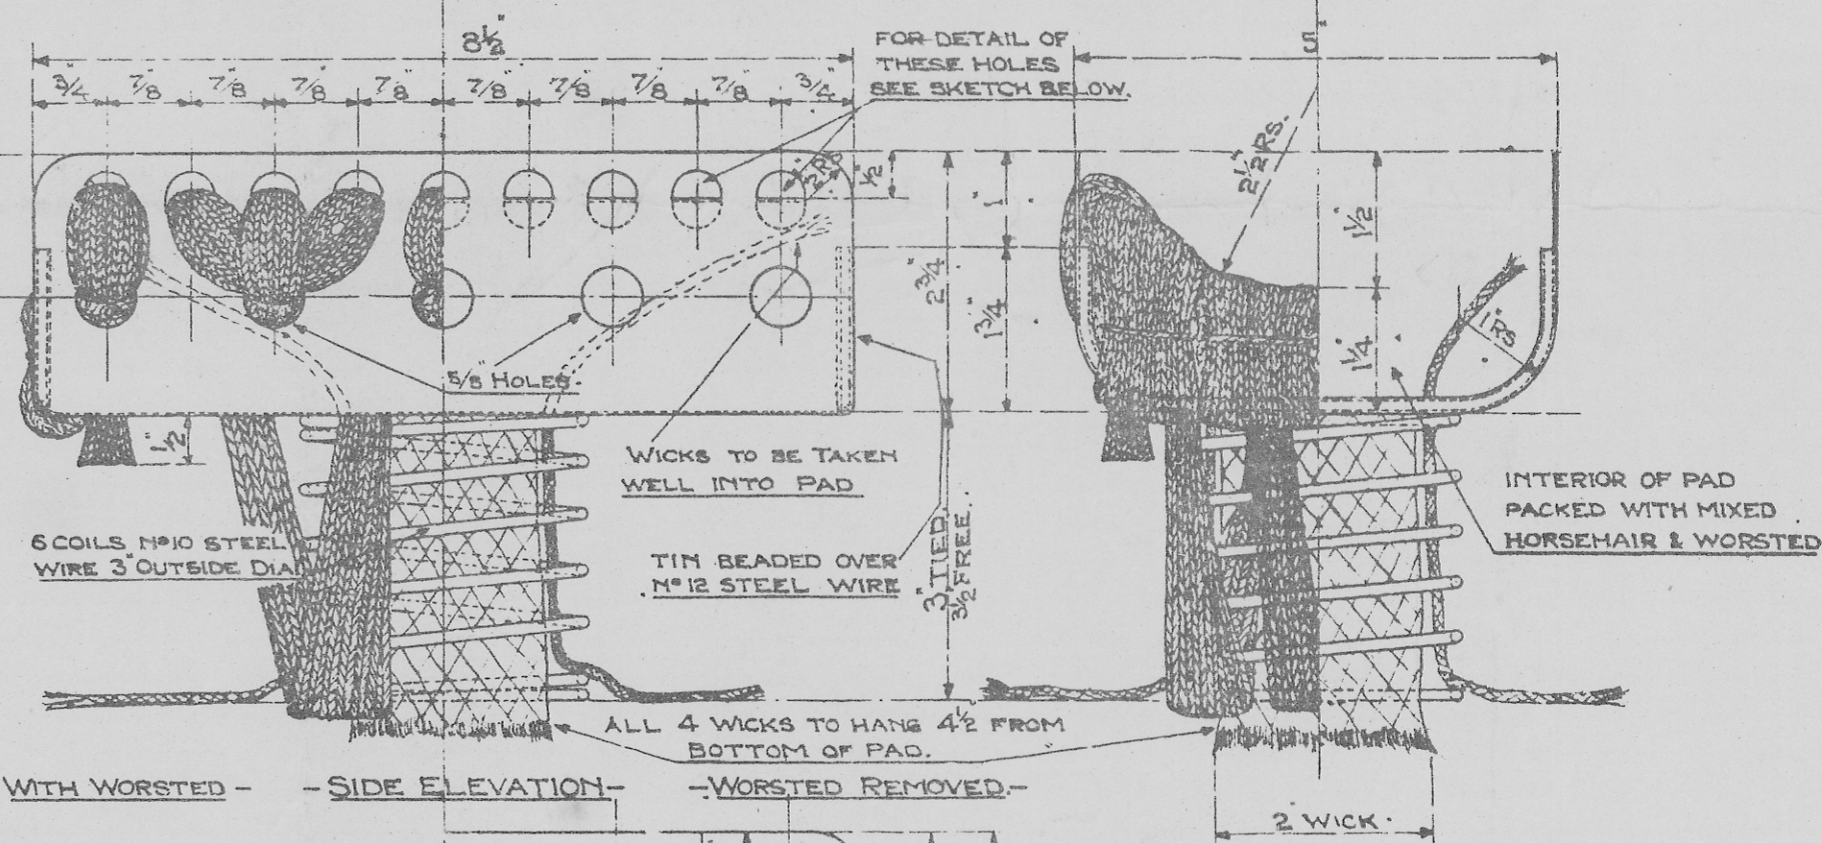 8½"
5"
¾" ⅞" ⅞" ⅞" ⅞" ⅞" ⅞" ⅞" ⅞" ¾"
FOR DETAIL OF
THESE HOLES
SEE SKETCH BELOW.
½"
1"
2¾"
1¾"
2½" RS.
1½"
1¼"
1" RS
⅝" HOLES.
½"
WICKS TO BE TAKEN
WELL INTO PAD
6 COILS Nº10 STEEL
WIRE 3" OUTSIDE DIA
TIN BEADED OVER
Nº12 STEEL WIRE
3" TIED
3½" FREE.
INTERIOR OF PAD
PACKED WITH MIXED
HORSEHAIR & WORSTED
ALL 4 WICKS TO HANG 4½" FROM
BOTTOM OF PAD.
WITH WORSTED - - SIDE ELEVATION - - WORSTED REMOVED. -
2" WICK.